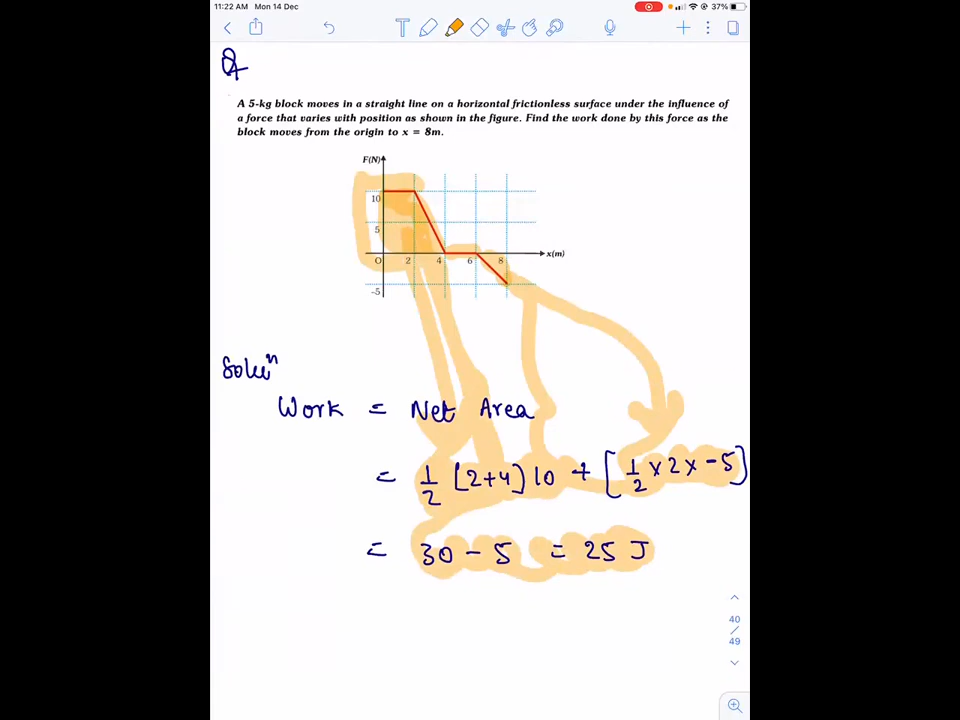 11:22 AM Mon 14 Dec 37%
Q
A 5-kg block moves in a straight line on a horizontal frictionless surface under the influence of
a force that varies with position as shown in the figure. Find the work done by this force as the
block moves from the origin to x = 8m.
F(N)
10
5
O 2 4 6 8 x(m)
-5
Soluⁿ
Work = Net Area
= 1/2 [2+4] 10 + [1/2 x 2 x -5]
= 30 - 5 = 25 J
40
/
49